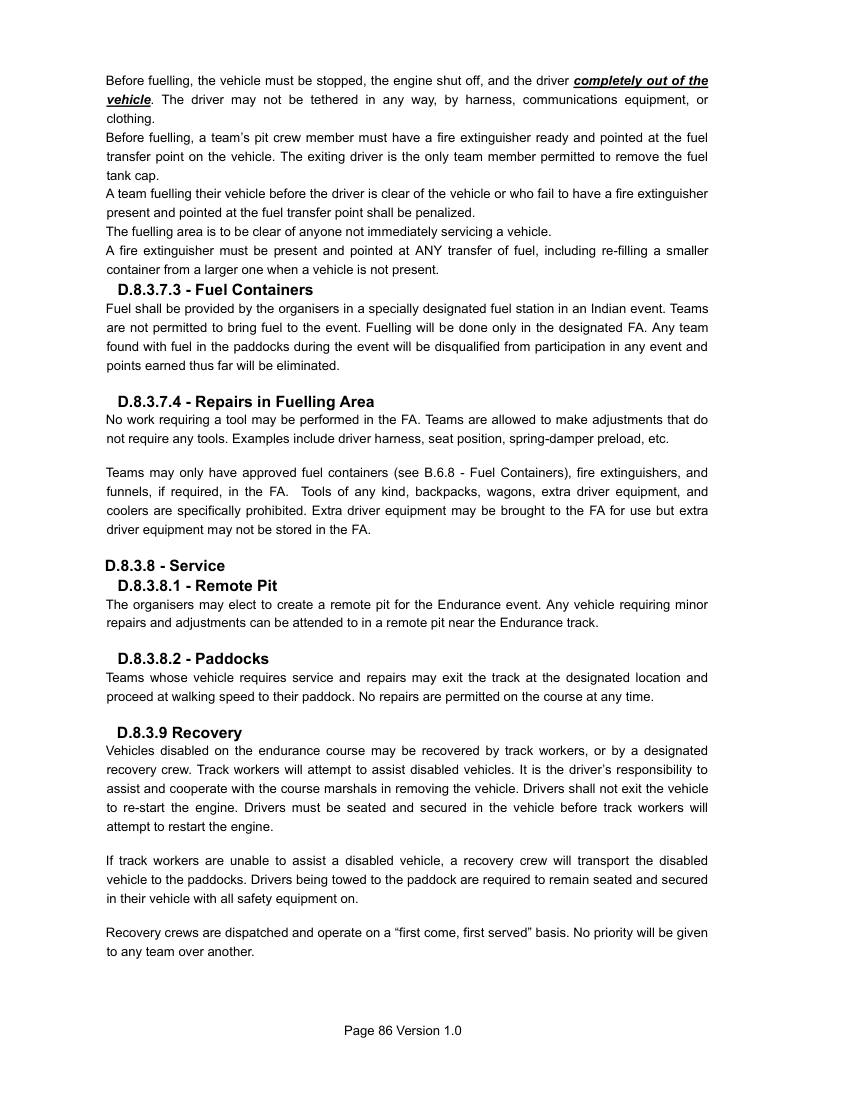 Before fuelling, the vehicle must be stopped, the engine shut off, and the driver completely out of the
vehicle. The driver may not be tethered in any way, by harness, communications equipment, or
clothing.
Before fuelling, a team’s pit crew member must have a fire extinguisher ready and pointed at the fuel
transfer point on the vehicle. The exiting driver is the only team member permitted to remove the fuel
tank cap.
A team fuelling their vehicle before the driver is clear of the vehicle or who fail to have a fire extinguisher
present and pointed at the fuel transfer point shall be penalized.
The fuelling area is to be clear of anyone not immediately servicing a vehicle.
A fire extinguisher must be present and pointed at ANY transfer of fuel, including re-filling a smaller
container from a larger one when a vehicle is not present.
D.8.3.7.3 - Fuel Containers
Fuel shall be provided by the organisers in a specially designated fuel station in an Indian event. Teams
are not permitted to bring fuel to the event. Fuelling will be done only in the designated FA. Any team
found with fuel in the paddocks during the event will be disqualified from participation in any event and
points earned thus far will be eliminated.
D.8.3.7.4 - Repairs in Fuelling Area
No work requiring a tool may be performed in the FA. Teams are allowed to make adjustments that do
not require any tools. Examples include driver harness, seat position, spring-damper preload, etc.
Teams may only have approved fuel containers (see B.6.8 - Fuel Containers), fire extinguishers, and
funnels, if required, in the FA. Tools of any kind, backpacks, wagons, extra driver equipment, and
coolers are specifically prohibited. Extra driver equipment may be brought to the FA for use but extra
driver equipment may not be stored in the FA.
D.8.3.8 - Service
D.8.3.8.1 - Remote Pit
The organisers may elect to create a remote pit for the Endurance event. Any vehicle requiring minor
repairs and adjustments can be attended to in a remote pit near the Endurance track.
D.8.3.8.2 - Paddocks
Teams whose vehicle requires service and repairs may exit the track at the designated location and
proceed at walking speed to their paddock. No repairs are permitted on the course at any time.
D.8.3.9 Recovery
Vehicles disabled on the endurance course may be recovered by track workers, or by a designated
recovery crew. Track workers will attempt to assist disabled vehicles. It is the driver’s responsibility to
assist and cooperate with the course marshals in removing the vehicle. Drivers shall not exit the vehicle
to re-start the engine. Drivers must be seated and secured in the vehicle before track workers will
attempt to restart the engine.
If track workers are unable to assist a disabled vehicle, a recovery crew will transport the disabled
vehicle to the paddocks. Drivers being towed to the paddock are required to remain seated and secured
in their vehicle with all safety equipment on.
Recovery crews are dispatched and operate on a “first come, first served” basis. No priority will be given
to any team over another.
Page 86 Version 1.0